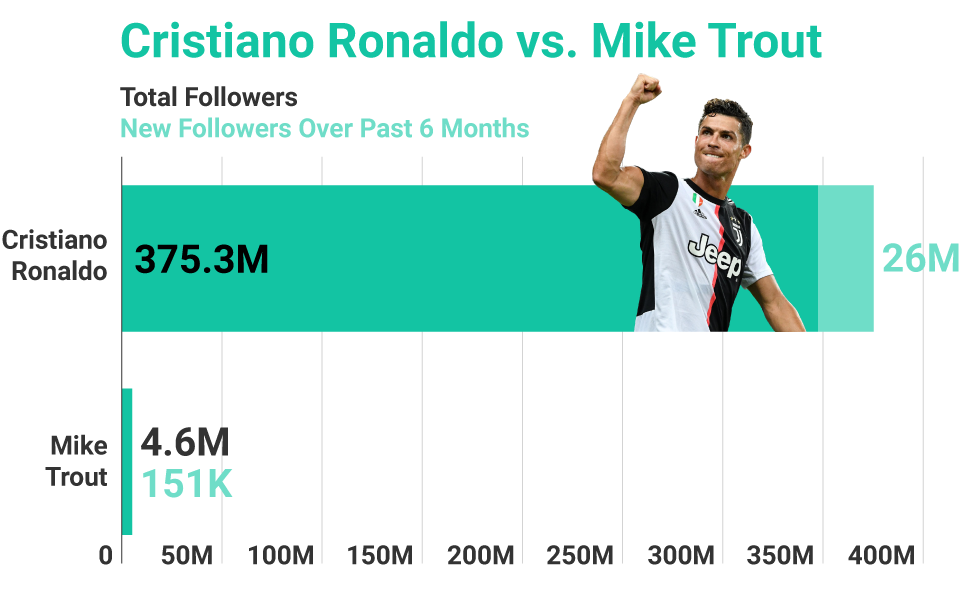 Cristiano Ronaldo vs. Mike Trout
Total Followers
New Followers Over Past 6 Months
Cristiano
Ronaldo
375.3M
Jeep
26M
Mike
Trout
4.6M
151K
0 50M 100M 150M 200M 250M 300M 350M 400M